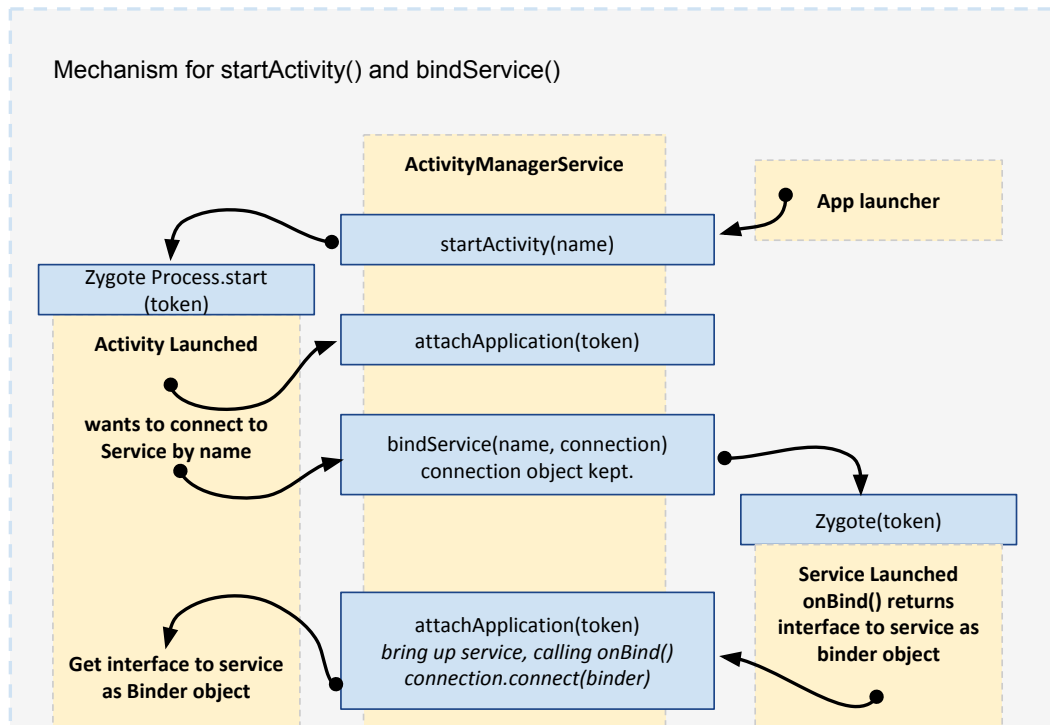 Mechanism for startActivity() and bindService()
ActivityManagerService
App launcher
startActivity(name)
Zygote Process.start
(token)
Activity Launched
attachApplication(token)
wants to connect to
Service by name
bindService(name, connection)
connection object kept.
Zygote(token)
Service Launched
onBind() returns
interface to service as
binder object
attachApplication(token)
bring up service, calling onBind()
connection.connect(binder)
Get interface to service
as Binder object